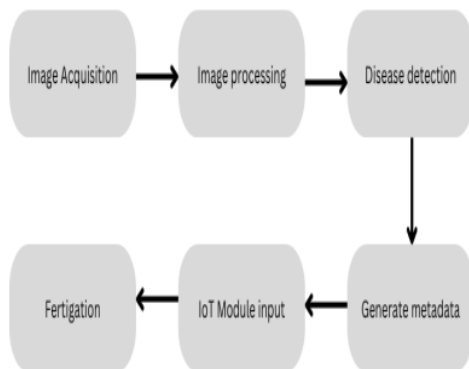 Image Acquisition
Image processing
Disease detection
Generate metadata
IoT Module input
Fertigation